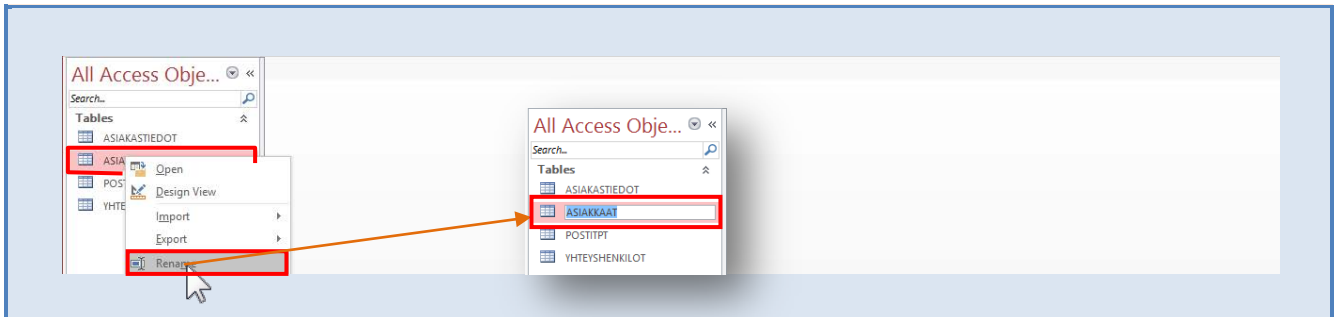 All Access Obje... «
Search..
Tables
ASIAKASTIEDOT
ASIA
POST
YHTE
Open
Design View
Import
Export
Rename
All Access Obje... «
Search..
Tables
ASIAKASTIEDOT
ASIAKKAAT
POSTITPT
YHTEYSHENKILOT